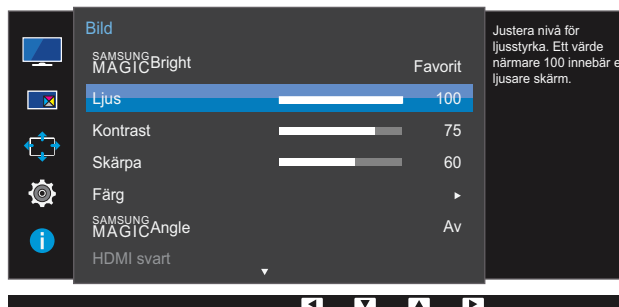 Bild
SAMSUNG
MAGICBright Favorit
Ljus 100
Kontrast 75
Skärpa 60
Färg
SAMSUNG
MAGICAngle Av
HDMI svart
Justera nivå för
ljusstyrka. Ett värde
närmare 100 innebär e
ljusare skärm.